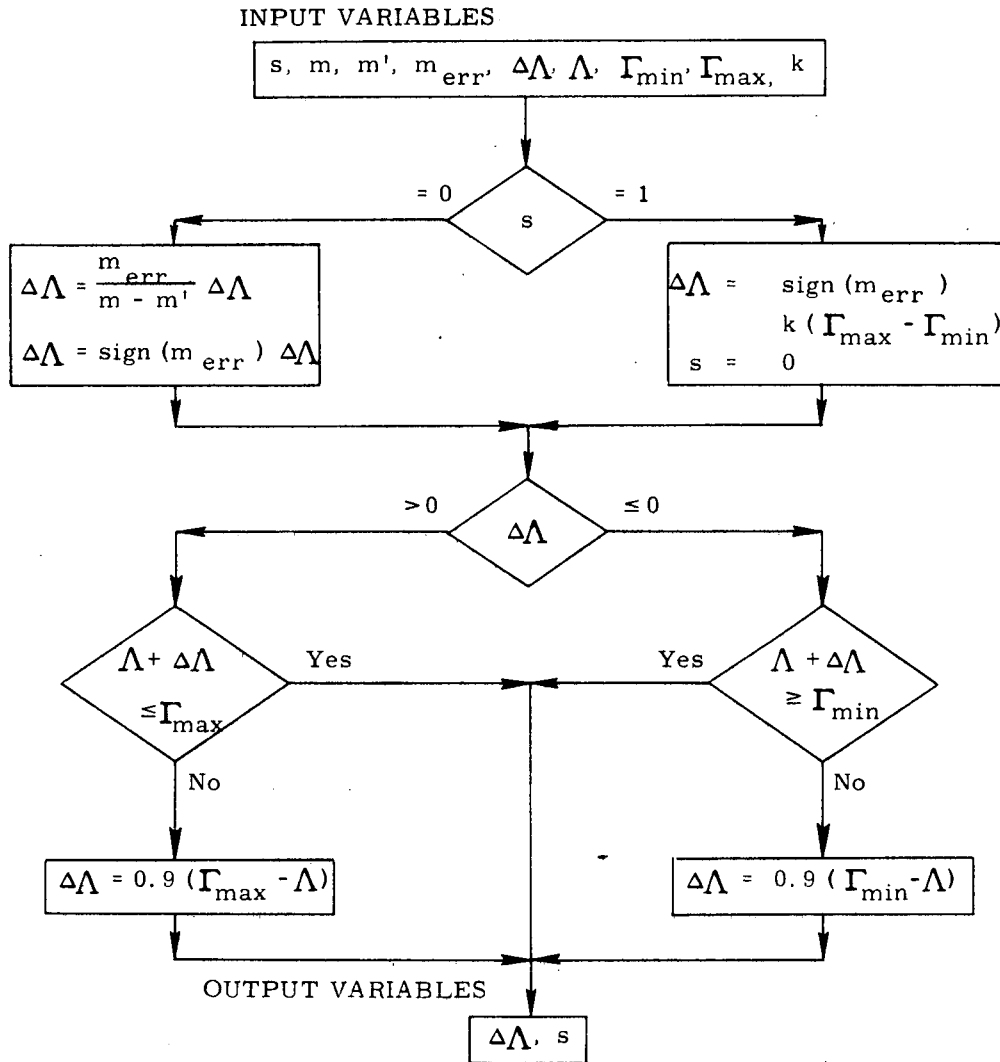 INPUT VARIABLES
s, m, m', m_err, ΔΛ, Λ, Γ_min, Γ_max, k
= 0
= 1
s
ΔΛ = m_err / (m - m') ΔΛ
ΔΛ = sign (m_err) ΔΛ
ΔΛ = sign (m_err)
k (Γ_max - Γ_min)
s = 0
>0
≤0
ΔΛ
Λ + ΔΛ
≤Γ_max
Yes
Yes
Λ + ΔΛ
≥ Γ_min
No
No
ΔΛ = 0.9 (Γ_max - Λ)
ΔΛ = 0.9 (Γ_min - Λ)
OUTPUT VARIABLES
ΔΛ, s